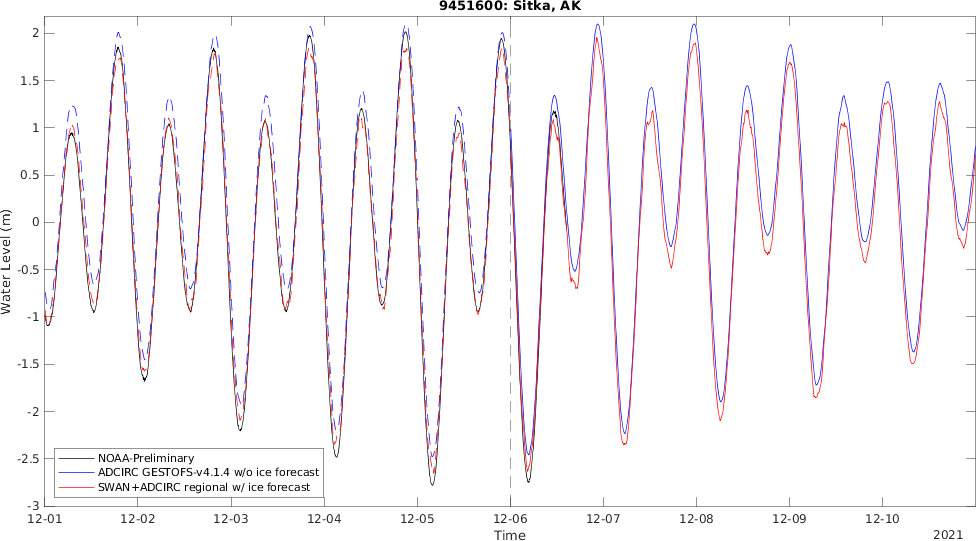 9451600: Sitka, AK
Water Level (m)
2
1.5
1
0.5
0
-0.5
-1
-1.5
-2
-2.5
-3
NOAA-Preliminary
ADCIRC GESTOFS-v4.1.4 w/o ice forecast
SWAN+ADCIRC regional w/ ice forecast
12-01 12-02 12-03 12-04 12-05 12-06 12-07 12-08 12-09 12-10
Time
2021